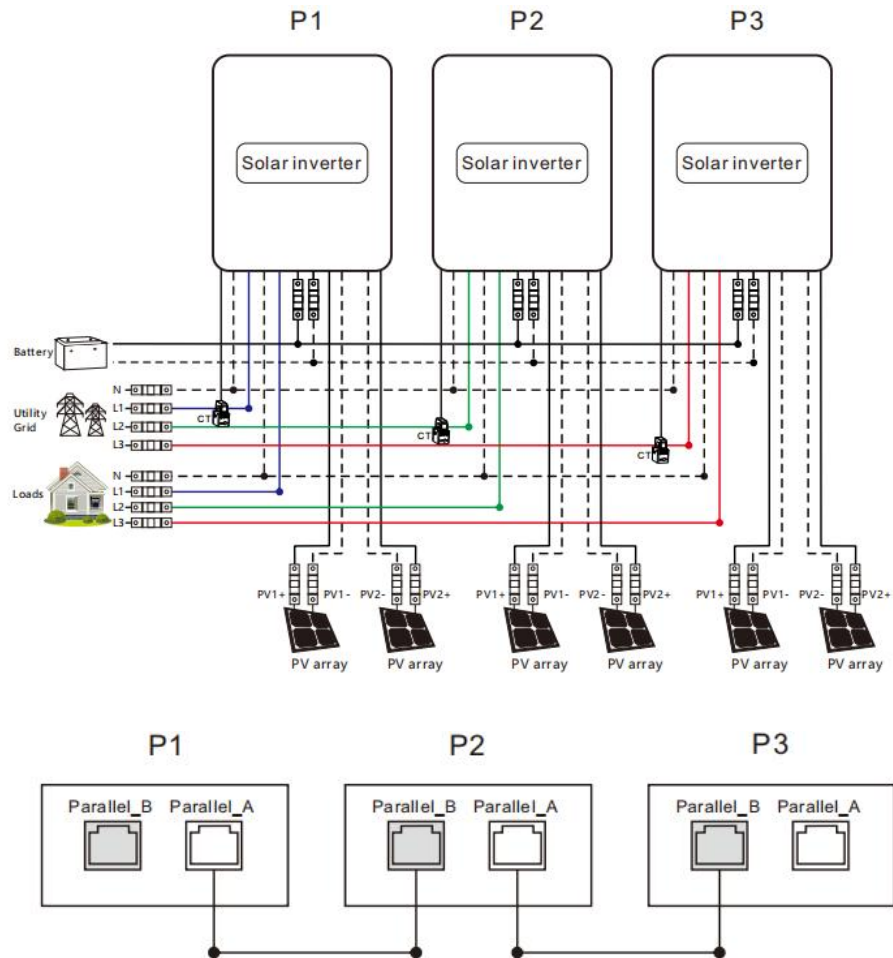 P1 P2 P3
Solar inverter Solar inverter Solar inverter
Battery
N
L1
Utility Grid
CT
L2
CT
L3
CT
N
Loads
L1
L2
L3
PV1+ PV1- PV2- PV2+ PV1+ PV1- PV2- PV2+ PV1+ PV1- PV2- PV2+
PV array PV array PV array PV array PV array PV array
P1 P2 P3
Parallel_B Parallel_A Parallel_B Parallel_A Parallel_B Parallel_A